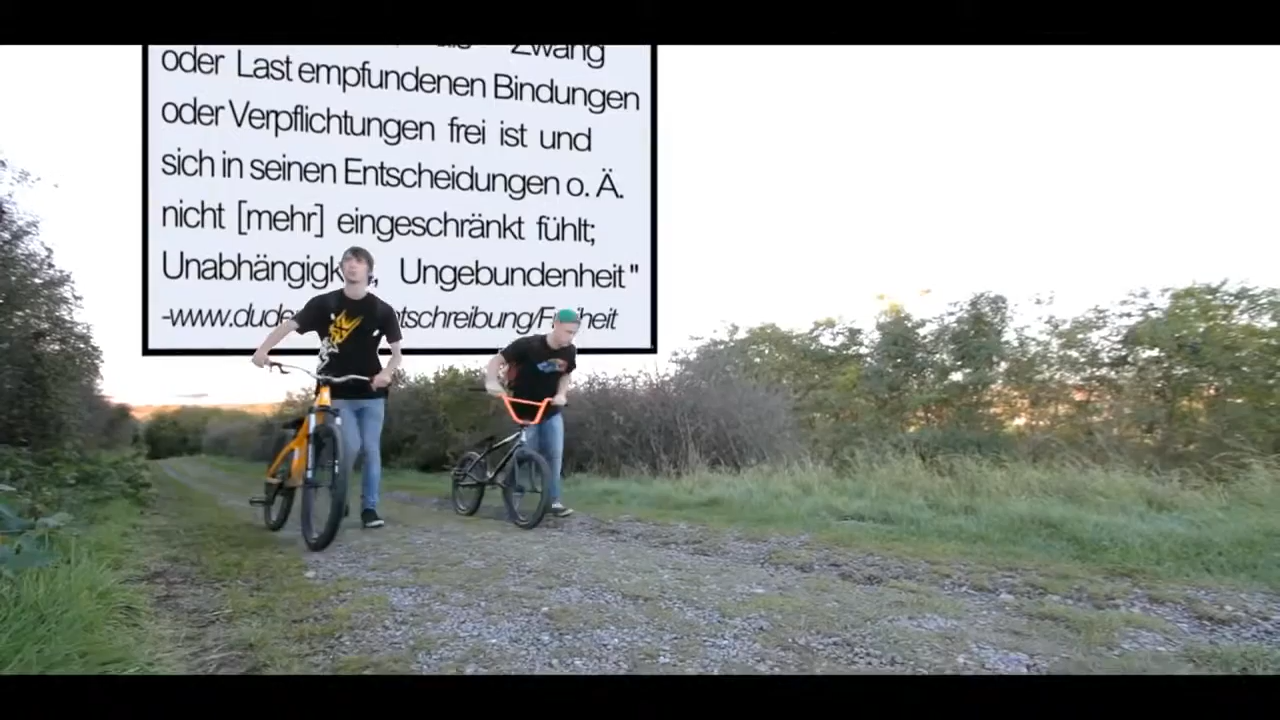 Zwang
oder Last empfundenen Bindungen
oder Verpflichtungen frei ist und
sich in seinen Entscheidungen o. Ä.
nicht [mehr] eingeschränkt fühlt;
Ungebundenheit"